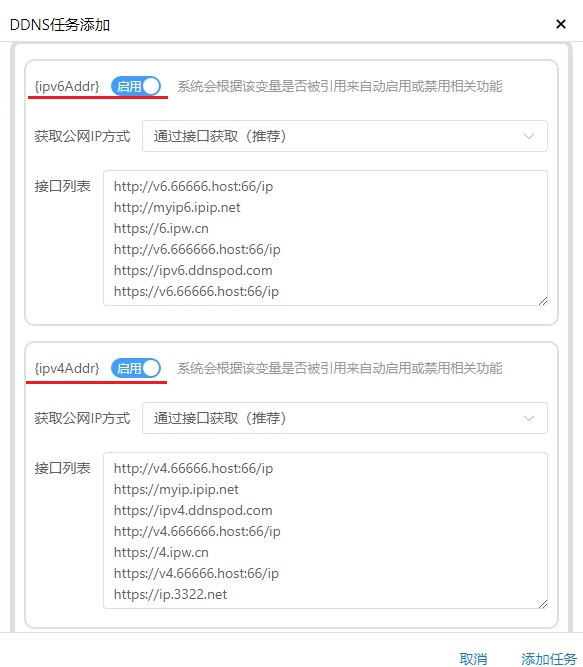 DDNS任务添加
{ipv6Addr} 启用 系统会根据该变量是否被引用来自动启用或禁用相关功能
获取公网IP方式 通过接口获取（推荐）
接口列表
http://v6.66666.host:66/ip
http://myip6.ipip.net
https://6.ipw.cn
http://v6.666666.host:66/ip
https://ipv6.ddnspod.com
https://v6.66666.host:66/ip
{ipv4Addr} 启用 系统会根据该变量是否被引用来自动启用或禁用相关功能
获取公网IP方式 通过接口获取（推荐）
接口列表
http://v4.66666.host:66/ip
https://myip.ipip.net
https://ipv4.ddnspod.com
http://v4.666666.host:66/ip
https://4.ipw.cn
https://v4.66666.host:66/ip
https://ip.3322.net
取消 添加任务